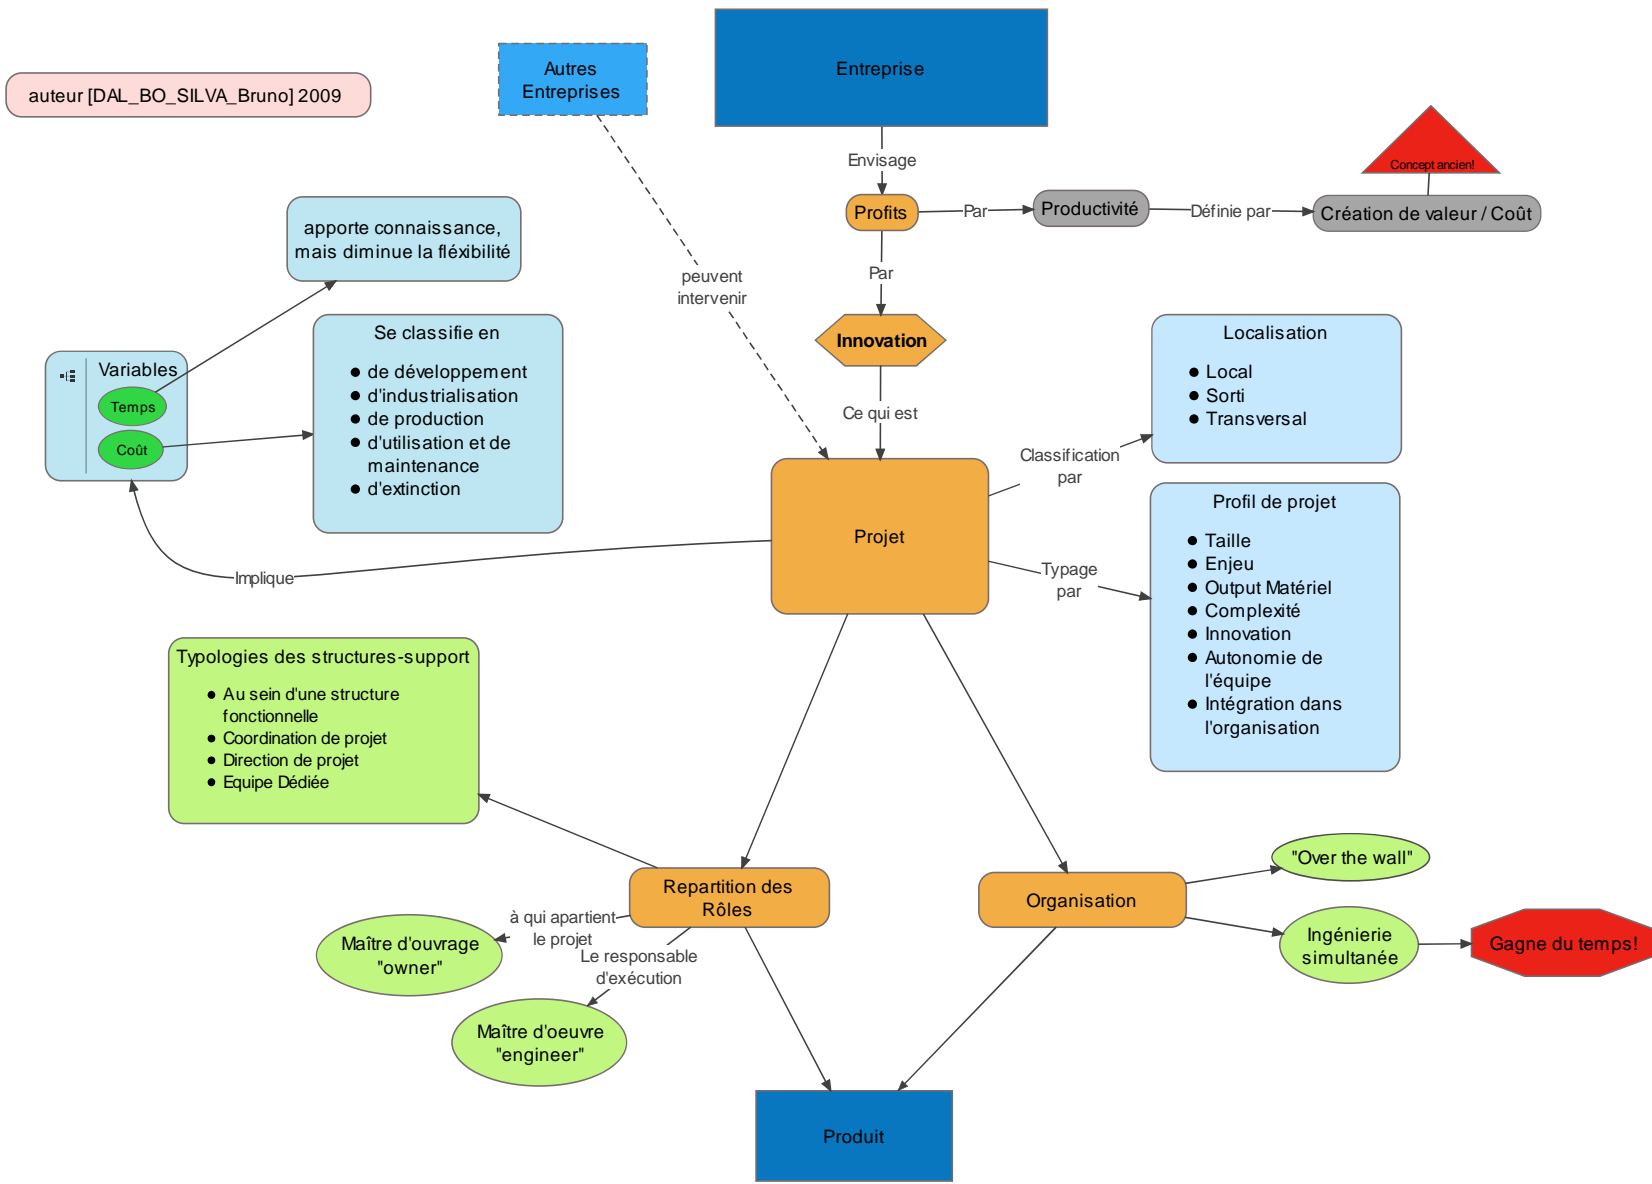 Entreprise
Autres
Entreprises
auteur [DAL_BO_SILVA_Bruno] 2009
Envisage
Concept ancien!
Profits
Par
Productivité
Définie par
Création de valeur / Coût
apporte connaissance,
mais diminue la fléxibilité
peuvent
intervenir
Par
Innovation
Ce qui est
Se classifie en
● de développement
● d'industrialisation
● de production
● d'utilisation et de
maintenance
● d'extinction
Variables
Temps
Coût
Localisation
● Local
● Sorti
● Transversal
Classification
par
Projet
Profil de projet
● Taille
● Enjeu
● Output Matériel
● Complexité
● Innovation
● Autonomie de
l'équipe
● Intégration dans
l'organisation
Typage
par
Implique
Typologies des structures-support
● Au sein d'une structure
fonctionnelle
● Coordination de projet
● Direction de projet
● Equipe Dédiée
Repartition des
Rôles
Organisation
"Over the wall"
Ingénierie
simultanée
Gagne du temps!
à qui apartient
le projet
Maître d'ouvrage
"owner"
Le responsable
d'exécution
Maître d'oeuvre
"engineer"
Produit